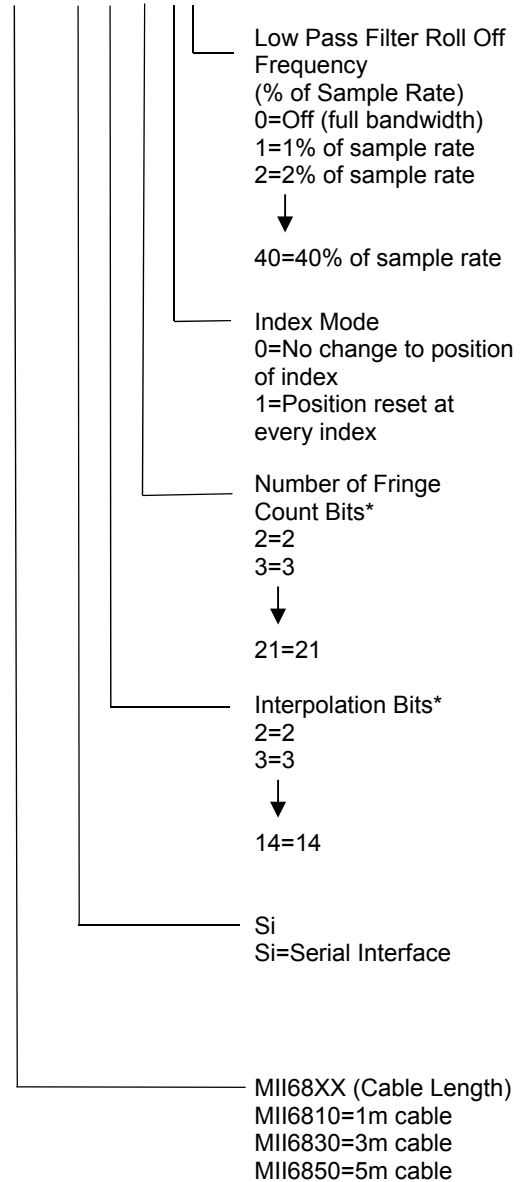 Low Pass Filter Roll Off
Frequency
(% of Sample Rate)
0=Off (full bandwidth)
1=1% of sample rate
2=2% of sample rate
40=40% of sample rate
Index Mode
0=No change to position
of index
1=Position reset at
every index
Number of Fringe
Count Bits*
2=2
3=3
21=21
Interpolation Bits*
2=2
3=3
14=14
Si
Si=Serial Interface
MII68XX (Cable Length)
MII6810=1m cable
MII6830=3m cable
MII6850=5m cable